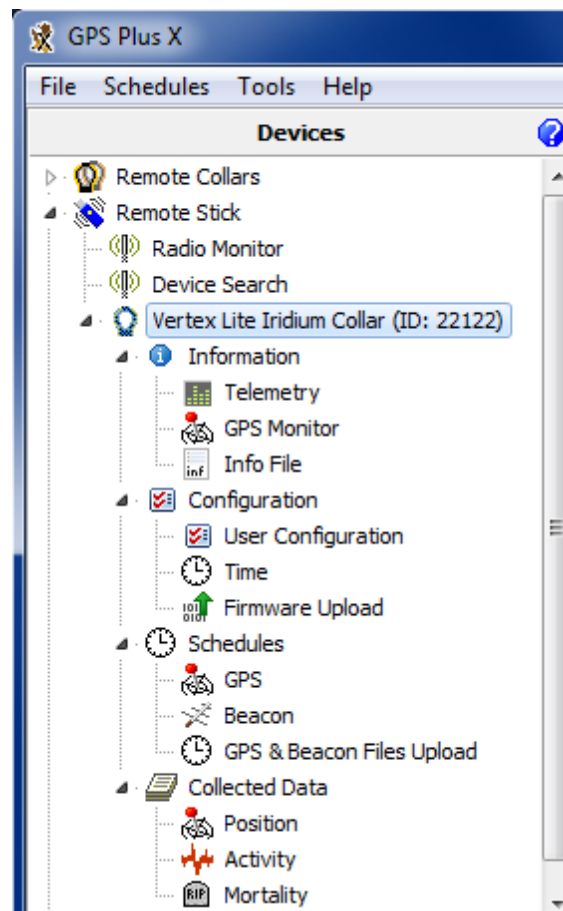 GPS Plus X
File Schedules Tools Help
Devices
Remote Collars
Remote Stick
Radio Monitor
Device Search
Vertex Lite Iridium Collar (ID: 22122)
Information
Telemetry
GPS Monitor
inf Info File
Configuration
User Configuration
Time
Firmware Upload
Schedules
GPS
Beacon
GPS & Beacon Files Upload
Collected Data
Position
Activity
RIP Mortality